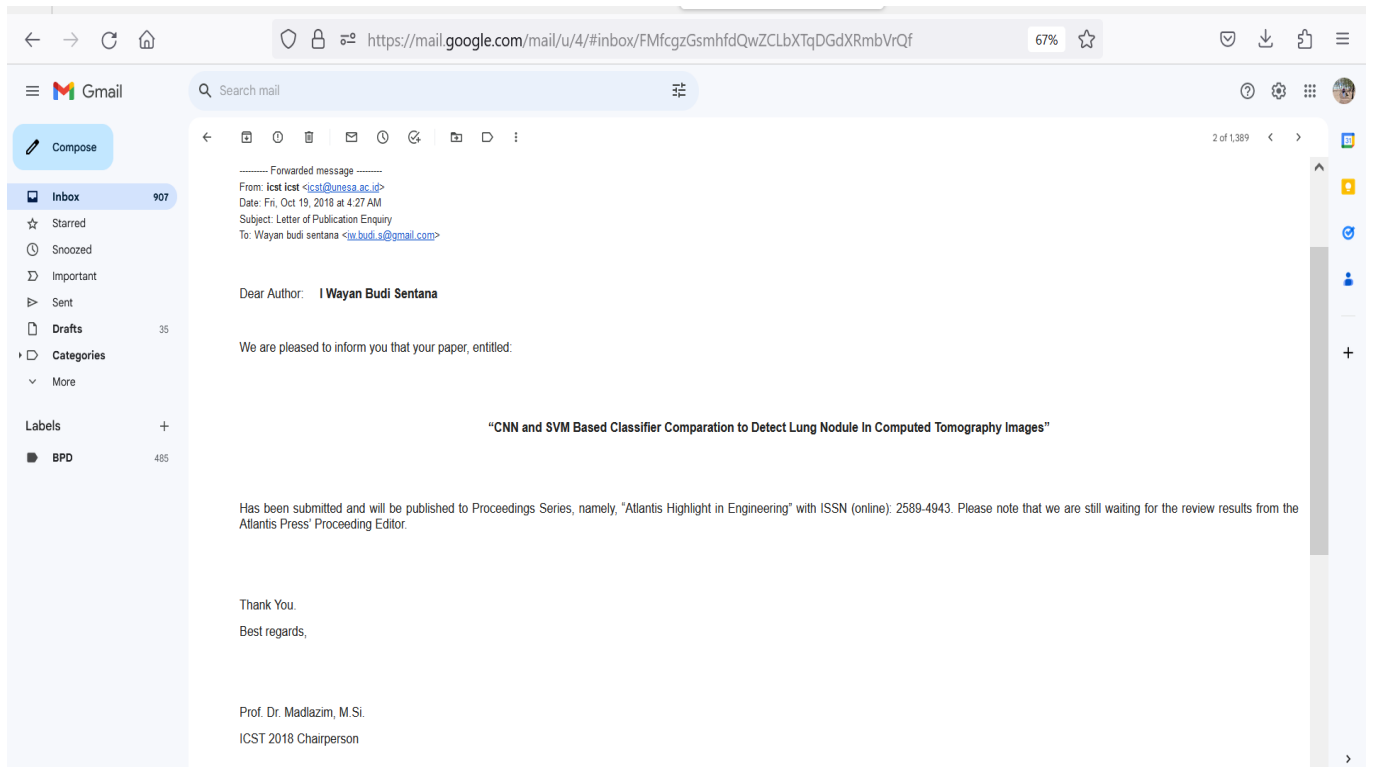 https://mail.google.com/mail/u/4/#inbox/FMfcgzGsmhfdQwZCLbXTqDGdXRmbVrQf
67%
Gmail
Search mail
Compose
2 of 1,389
31
Inbox 907
Starred
Snoozed
Important
Sent
Drafts 35
Categories
More
Labels
BPD 485
---------- Forwarded message ---------
From: icst icst <icst@unesa.ac.id>
Date: Fri, Oct 19, 2018 at 4:27 AM
Subject: Letter of Publication Enquiry
To: Wayan budi sentana <iw.budi.s@gmail.com>
Dear Author: I Wayan Budi Sentana
We are pleased to inform you that your paper, entitled:
“CNN and SVM Based Classifier Comparation to Detect Lung Nodule In Computed Tomography Images”
Has been submitted and will be published to Proceedings Series, namely, “Atlantis Highlight in Engineering” with ISSN (online): 2589-4943. Please note that we are still waiting for the review results from the
Atlantis Press’ Proceeding Editor.
Thank You.
Best regards,
Prof. Dr. Madlazim, M.Si.
ICST 2018 Chairperson